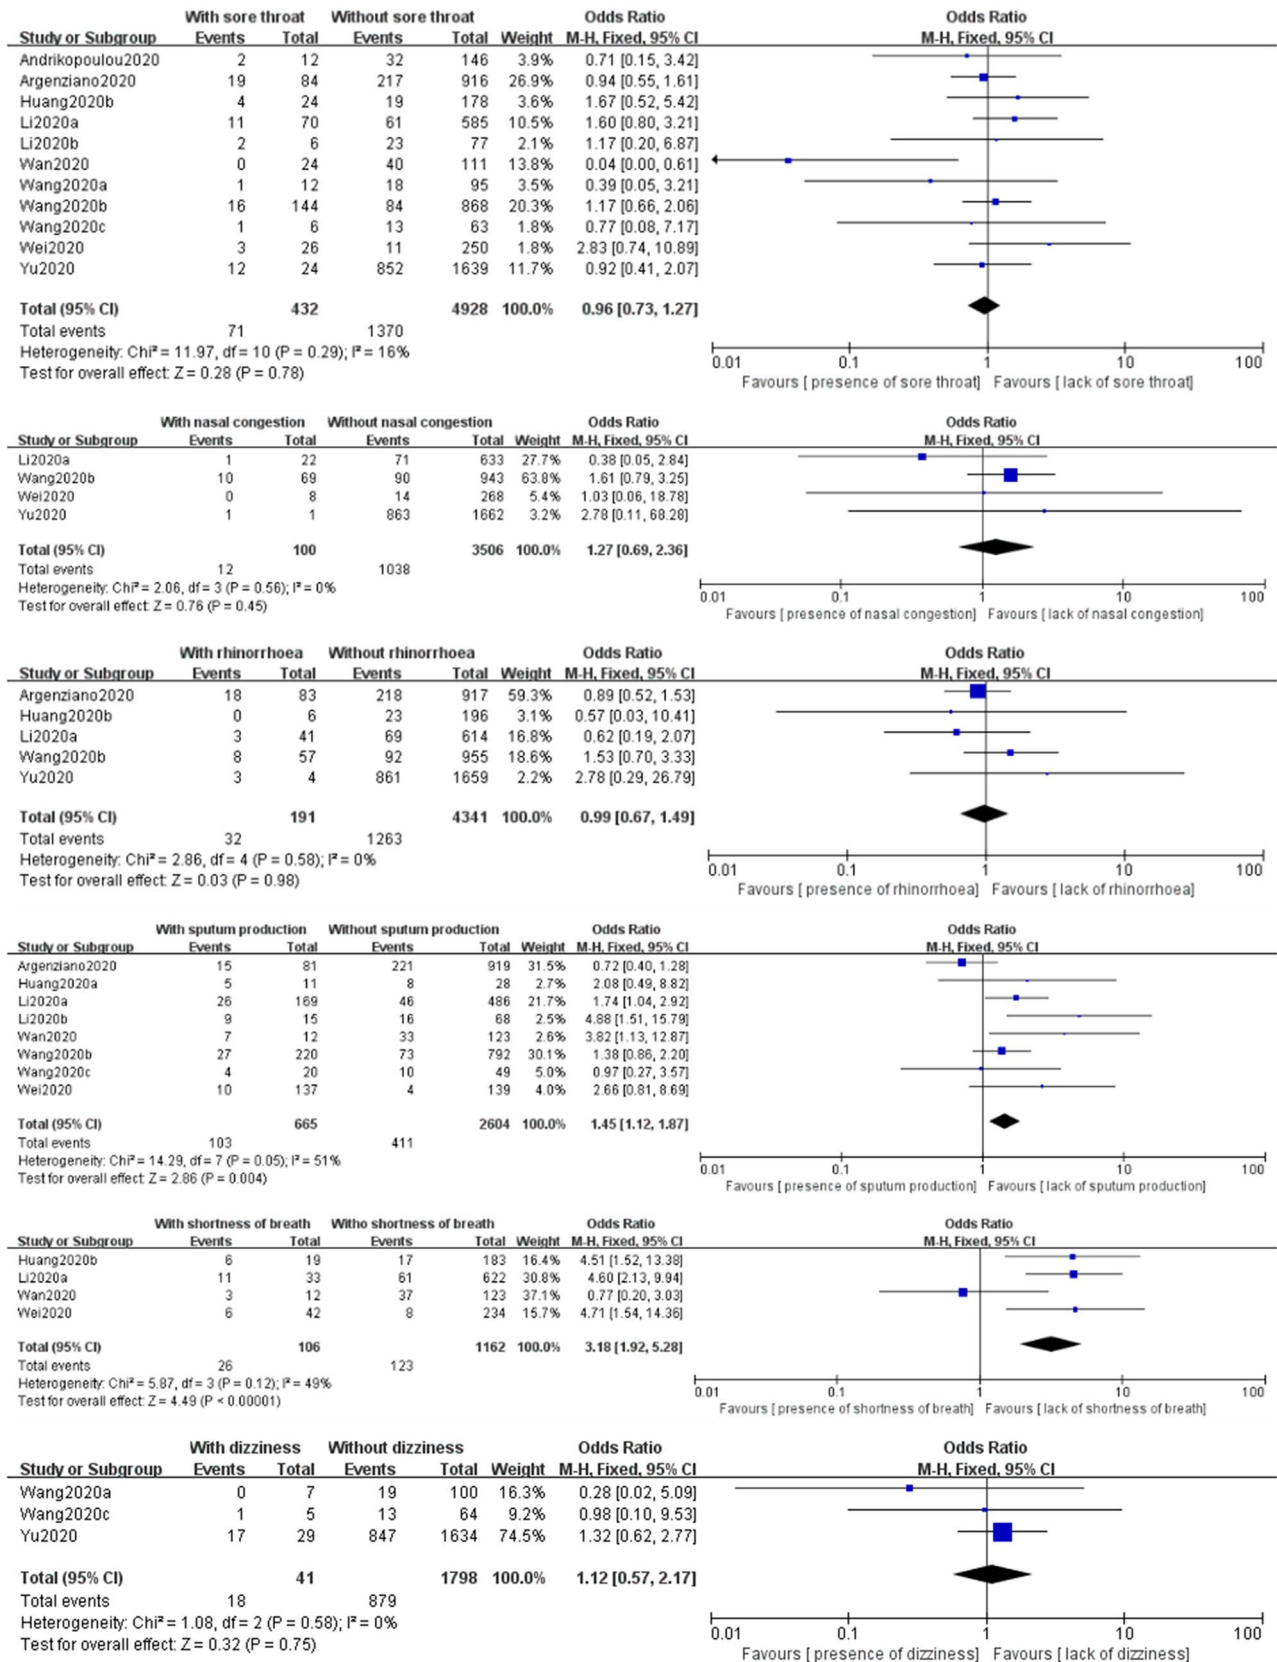 With sore throat Without sore throat Odds Ratio Odds Ratio
Study or Subgroup Events Total Events Total Weight M-H, Fixed, 95% CI M-H, Fixed, 95% CI
Andrikopoulou2020 2 12 32 146 3.9% 0.71 [0.15, 3.42]
Argenziano2020 19 84 217 916 26.9% 0.94 [0.55, 1.61]
Huang2020b 4 24 19 178 3.6% 1.67 [0.52, 5.42]
Li2020a 11 70 61 585 10.5% 1.60 [0.80, 3.21]
Li2020b 2 6 23 77 2.1% 1.17 [0.20, 6.87]
Wan2020 0 24 40 111 13.8% 0.04 [0.00, 0.61]
Wang2020a 1 12 18 95 3.5% 0.39 [0.05, 3.21]
Wang2020b 16 144 84 868 20.3% 1.17 [0.66, 2.06]
Wang2020c 1 6 13 63 1.8% 0.77 [0.08, 7.17]
Wei2020 3 26 11 250 1.8% 2.83 [0.74, 10.89]
Yu2020 12 24 852 1639 11.7% 0.92 [0.41, 2.07]
Total (95% CI) 432 4928 100.0% 0.96 [0.73, 1.27]
Total events 71 1370
Heterogeneity: Chi² = 11.97, df = 10 (P = 0.29); I² = 16%
Test for overall effect: Z = 0.28 (P = 0.78)
0.01 0.1 1 10 100
Favours [ presence of sore throat] Favours [ lack of sore throat]
With nasal congestion Without nasal congestion Odds Ratio Odds Ratio
Study or Subgroup Events Total Events Total Weight M-H, Fixed, 95% CI M-H, Fixed, 95% CI
Li2020a 1 22 71 633 27.7% 0.38 [0.05, 2.84]
Wang2020b 10 69 90 943 63.8% 1.61 [0.79, 3.25]
Wei2020 0 8 14 268 5.4% 1.03 [0.06, 18.78]
Yu2020 1 1 863 1662 3.2% 2.78 [0.11, 68.28]
Total (95% CI) 100 3506 100.0% 1.27 [0.69, 2.36]
Total events 12 1038
Heterogeneity: Chi² = 2.06, df = 3 (P = 0.56); I² = 0%
Test for overall effect: Z = 0.76 (P = 0.45)
0.01 0.1 1 10 100
Favours [ presence of nasal congestion] Favours [ lack of nasal congestion]
With rhinorrhoea Without rhinorrhoea Odds Ratio Odds Ratio
Study or Subgroup Events Total Events Total Weight M-H, Fixed, 95% CI M-H, Fixed, 95% CI
Argenziano2020 18 83 218 917 59.3% 0.89 [0.52, 1.53]
Huang2020b 0 6 23 196 3.1% 0.57 [0.03, 10.41]
Li2020a 3 41 69 614 16.8% 0.62 [0.19, 2.07]
Wang2020b 8 57 92 955 18.6% 1.53 [0.70, 3.33]
Yu2020 3 4 861 1659 2.2% 2.78 [0.29, 26.79]
Total (95% CI) 191 4341 100.0% 0.99 [0.67, 1.49]
Total events 32 1263
Heterogeneity: Chi² = 2.86, df = 4 (P = 0.58); I² = 0%
Test for overall effect: Z = 0.03 (P = 0.98)
0.01 0.1 1 10 100
Favours [ presence of rhinorrhoea] Favours [ lack of rhinorrhoea]
With sputum production Without sputum production Odds Ratio Odds Ratio
Study or Subgroup Events Total Events Total Weight M-H, Fixed, 95% CI M-H, Fixed, 95% CI
Argenziano2020 15 81 221 919 31.5% 0.72 [0.40, 1.28]
Huang2020a 5 11 8 28 2.7% 2.08 [0.49, 8.82]
Li2020a 26 169 46 486 21.7% 1.74 [1.04, 2.92]
Li2020b 9 15 16 68 2.5% 4.88 [1.51, 15.79]
Wan2020 7 12 33 123 2.6% 3.82 [1.13, 12.87]
Wang2020b 27 220 73 792 30.1% 1.38 [0.86, 2.20]
Wang2020c 4 20 10 49 5.0% 0.97 [0.27, 3.57]
Wei2020 10 137 4 139 4.0% 2.66 [0.81, 8.69]
Total (95% CI) 665 2604 100.0% 1.45 [1.12, 1.87]
Total events 103 411
Heterogeneity: Chi² = 14.29, df = 7 (P = 0.05); I² = 51%
Test for overall effect: Z = 2.86 (P = 0.004)
0.01 0.1 1 10 100
Favours [ presence of sputum production] Favours [ lack of sputum production]
With shortness of breath Witho shortness of breath Odds Ratio Odds Ratio
Study or Subgroup Events Total Events Total Weight M-H, Fixed, 95% CI M-H, Fixed, 95% CI
Huang2020b 6 19 17 183 16.4% 4.51 [1.52, 13.38]
Li2020a 11 33 61 622 30.8% 4.60 [2.13, 9.94]
Wan2020 3 12 37 123 37.1% 0.77 [0.20, 3.03]
Wei2020 6 42 8 234 15.7% 4.71 [1.54, 14.36]
Total (95% CI) 106 1162 100.0% 3.18 [1.92, 5.28]
Total events 26 123
Heterogeneity: Chi² = 5.87, df = 3 (P = 0.12); I² = 49%
Test for overall effect: Z = 4.49 (P < 0.00001)
0.01 0.1 1 10 100
Favours [ presence of shortness of breath] Favours [ lack of shortness of breath]
With dizziness Without dizziness Odds Ratio Odds Ratio
Study or Subgroup Events Total Events Total Weight M-H, Fixed, 95% CI M-H, Fixed, 95% CI
Wang2020a 0 7 19 100 16.3% 0.28 [0.02, 5.09]
Wang2020c 1 5 13 64 9.2% 0.98 [0.10, 9.53]
Yu2020 17 29 847 1634 74.5% 1.32 [0.62, 2.77]
Total (95% CI) 41 1798 100.0% 1.12 [0.57, 2.17]
Total events 18 879
Heterogeneity: Chi² = 1.08, df = 2 (P = 0.58); I² = 0%
Test for overall effect: Z = 0.32 (P = 0.75)
0.01 0.1 1 10 100
Favours [ presence of dizziness] Favours [ lack of dizziness]